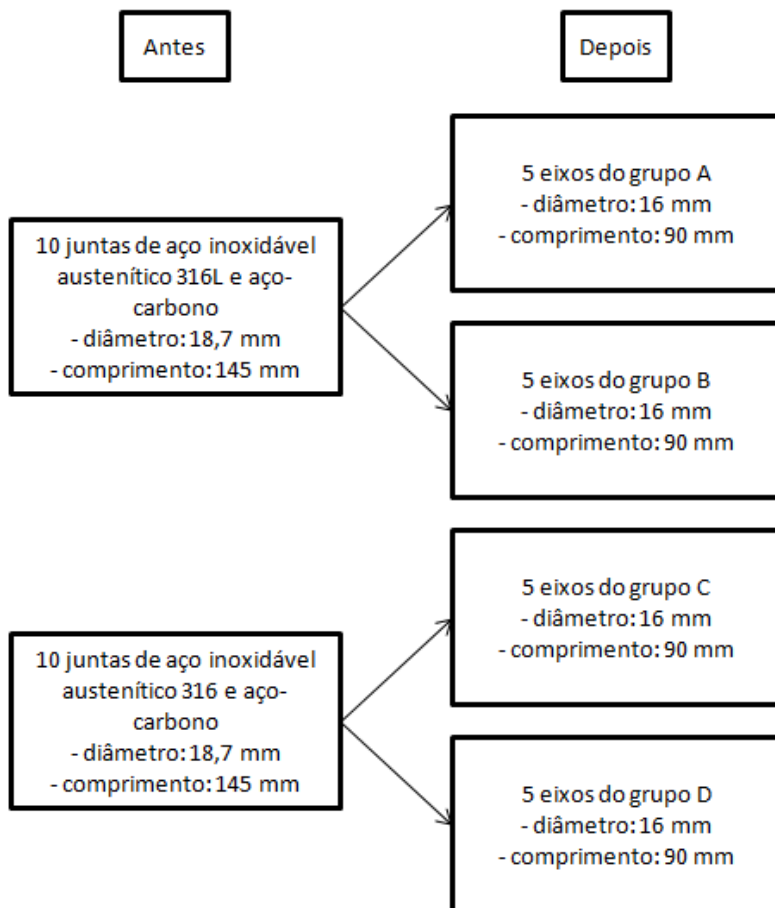 Antes
Depois
5 eixos do grupo A
- diâmetro: 16 mm
- comprimento: 90 mm
10 juntas de aço inoxidável
austenítico 316L e aço-
carbono
- diâmetro: 18,7 mm
- comprimento: 145 mm
5 eixos do grupo B
- diâmetro: 16 mm
- comprimento: 90 mm
5 eixos do grupo C
- diâmetro: 16 mm
- comprimento: 90 mm
10 juntas de aço inoxidável
austenítico 316 e aço-
carbono
- diâmetro: 18,7 mm
- comprimento: 145 mm
5 eixos do grupo D
- diâmetro: 16 mm
- comprimento: 90 mm